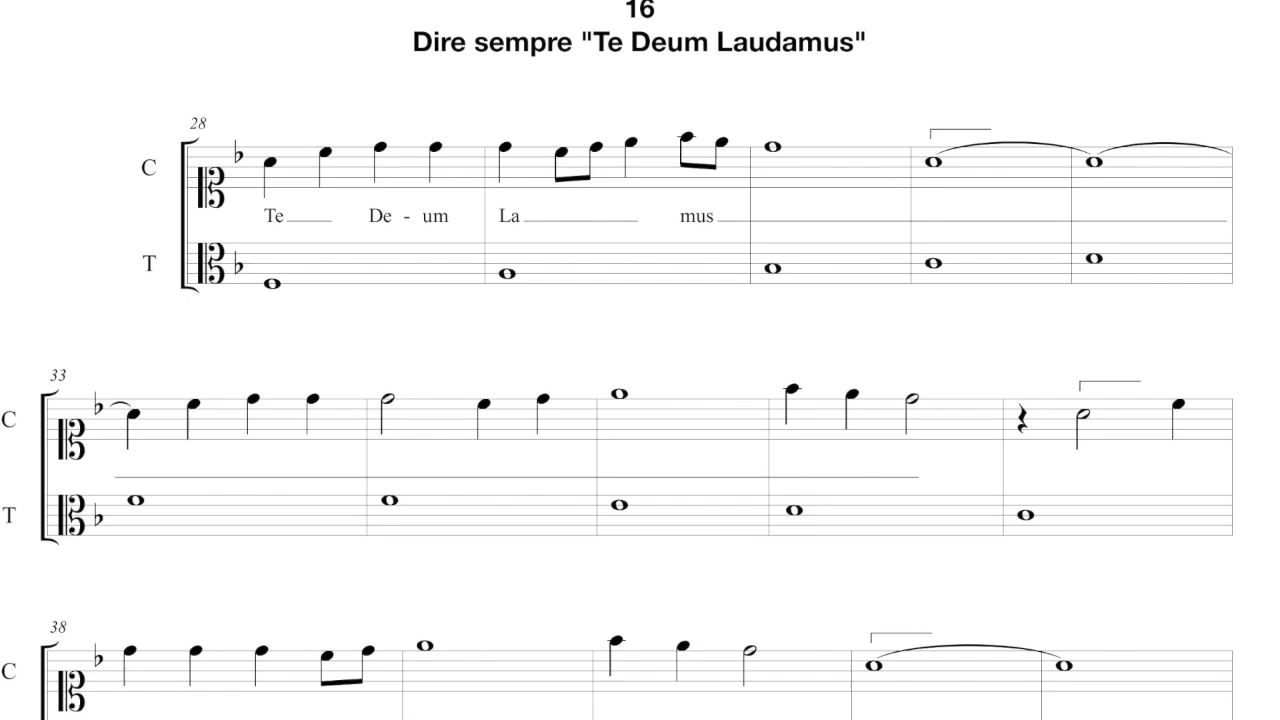 16
Dire sempre "Te Deum Laudamus"
28
C
Te De - um La mus
T
33
C
T
38
C